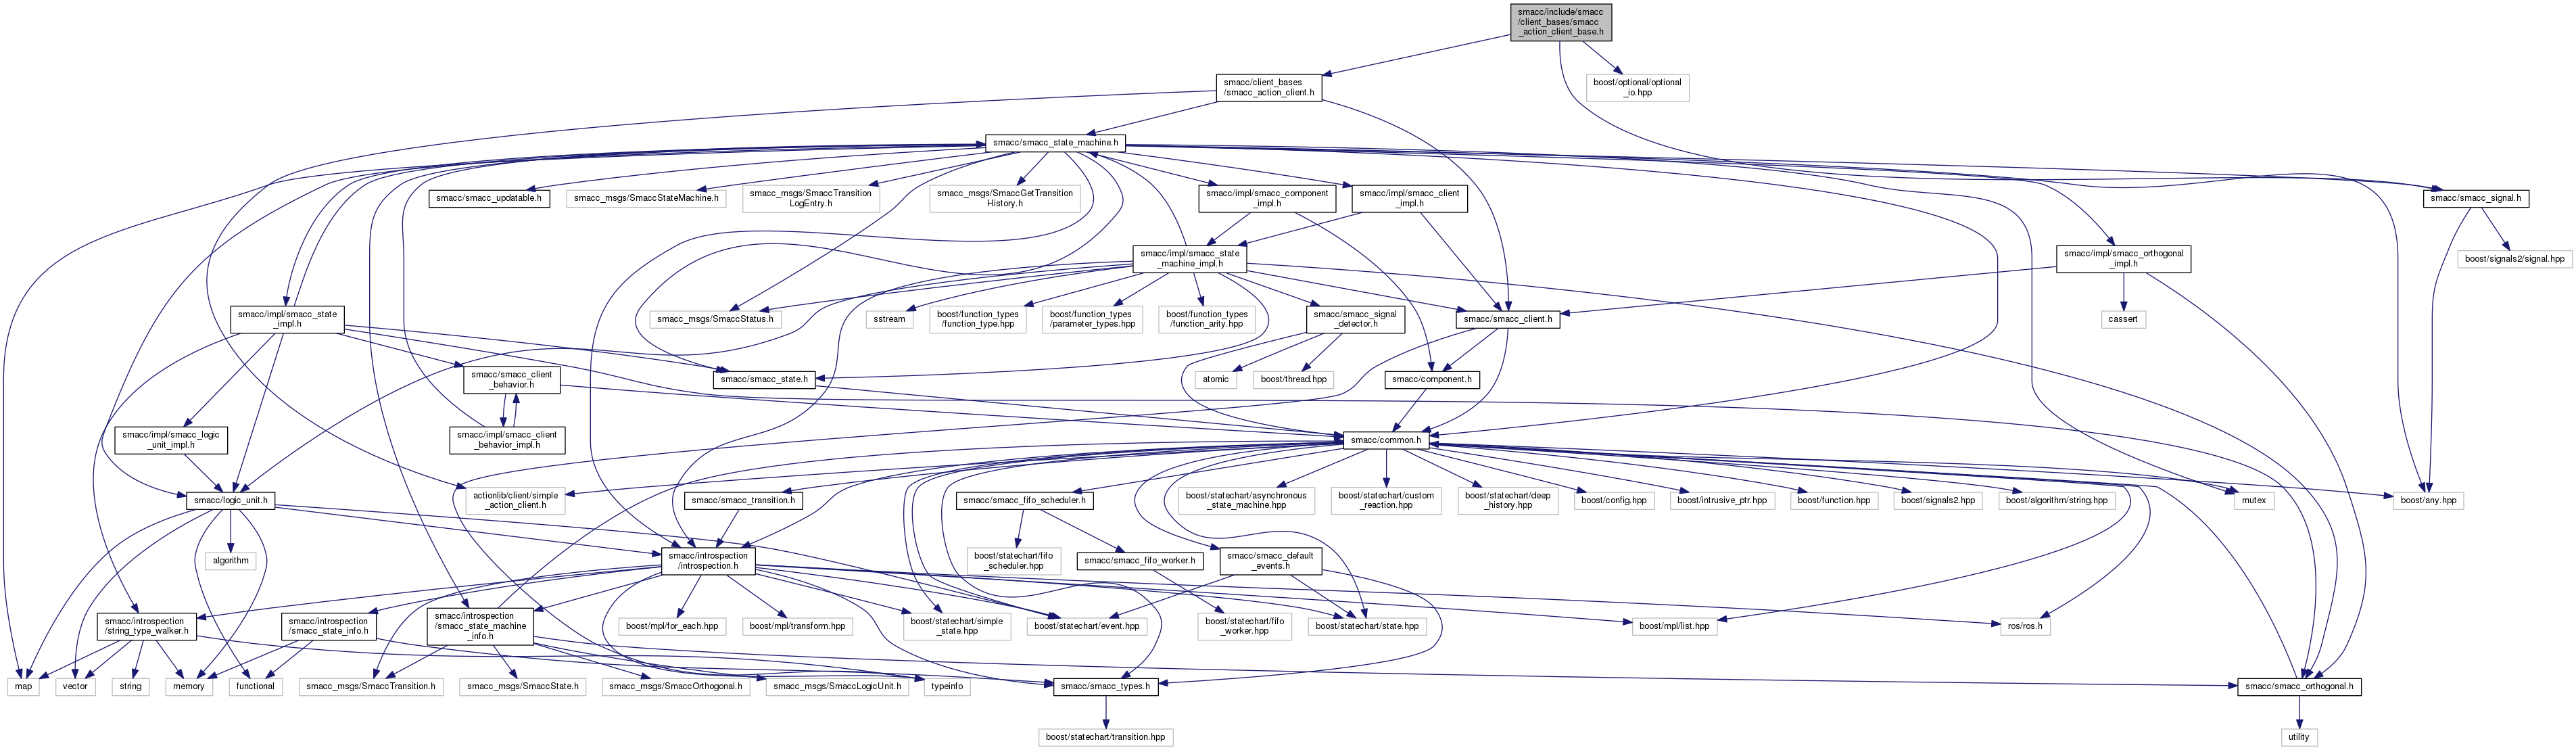 smacc/include/smacc
/client_bases/smacc
_action_client_base.h
smacc/client_bases
/smacc_action_client.h
boost/optional/optional
_io.hpp
smacc/smacc_state_machine.h
smacc/smacc_updatable.h
smacc_msgs/SmaccStateMachine.h
smacc_msgs/SmaccTransition
LogEntry.h
smacc_msgs/SmaccGetTransition
History.h
smacc/impl/smacc_component
_impl.h
smacc/impl/smacc_client
_impl.h
smacc/smacc_signal.h
smacc/impl/smacc_state
_machine_impl.h
smacc/impl/smacc_orthogonal
_impl.h
boost/signals2/signal.hpp
smacc/impl/smacc_state
_impl.h
smacc_msgs/SmaccStatus.h
sstream
boost/function_types
/function_type.hpp
boost/function_types
/parameter_types.hpp
boost/function_types
/function_arity.hpp
smacc/smacc_signal
_detector.h
smacc/smacc_client.h
cassert
smacc/smacc_client
_behavior.h
smacc/smacc_state.h
atomic
boost/thread.hpp
smacc/component.h
smacc/impl/smacc_logic
_unit_impl.h
smacc/impl/smacc_client
_behavior_impl.h
smacc/common.h
smacc/logic_unit.h
actionlib/client/simple
_action_client.h
smacc/smacc_transition.h
smacc/smacc_fifo_scheduler.h
boost/statechart/asynchronous
_state_machine.hpp
boost/statechart/custom
_reaction.hpp
boost/statechart/deep
_history.hpp
boost/config.hpp
boost/intrusive_ptr.hpp
boost/function.hpp
boost/signals2.hpp
boost/algorithm/string.hpp
mutex
boost/any.hpp
algorithm
smacc/introspection
/introspection.h
boost/statechart/fifo
_scheduler.hpp
smacc/smacc_fifo_worker.h
smacc/smacc_default
_events.h
smacc/introspection
/string_type_walker.h
smacc/introspection
/smacc_state_info.h
smacc/introspection
/smacc_state_machine
_info.h
boost/mpl/for_each.hpp
boost/mpl/transform.hpp
boost/statechart/simple
_state.hpp
boost/statechart/event.hpp
boost/statechart/fifo
_worker.hpp
boost/statechart/state.hpp
boost/mpl/list.hpp
ros/ros.h
map
vector
string
memory
functional
smacc_msgs/SmaccTransition.h
smacc_msgs/SmaccState.h
smacc_msgs/SmaccOrthogonal.h
smacc_msgs/SmaccLogicUnit.h
typeinfo
smacc/smacc_types.h
smacc/smacc_orthogonal.h
boost/statechart/transition.hpp
utility